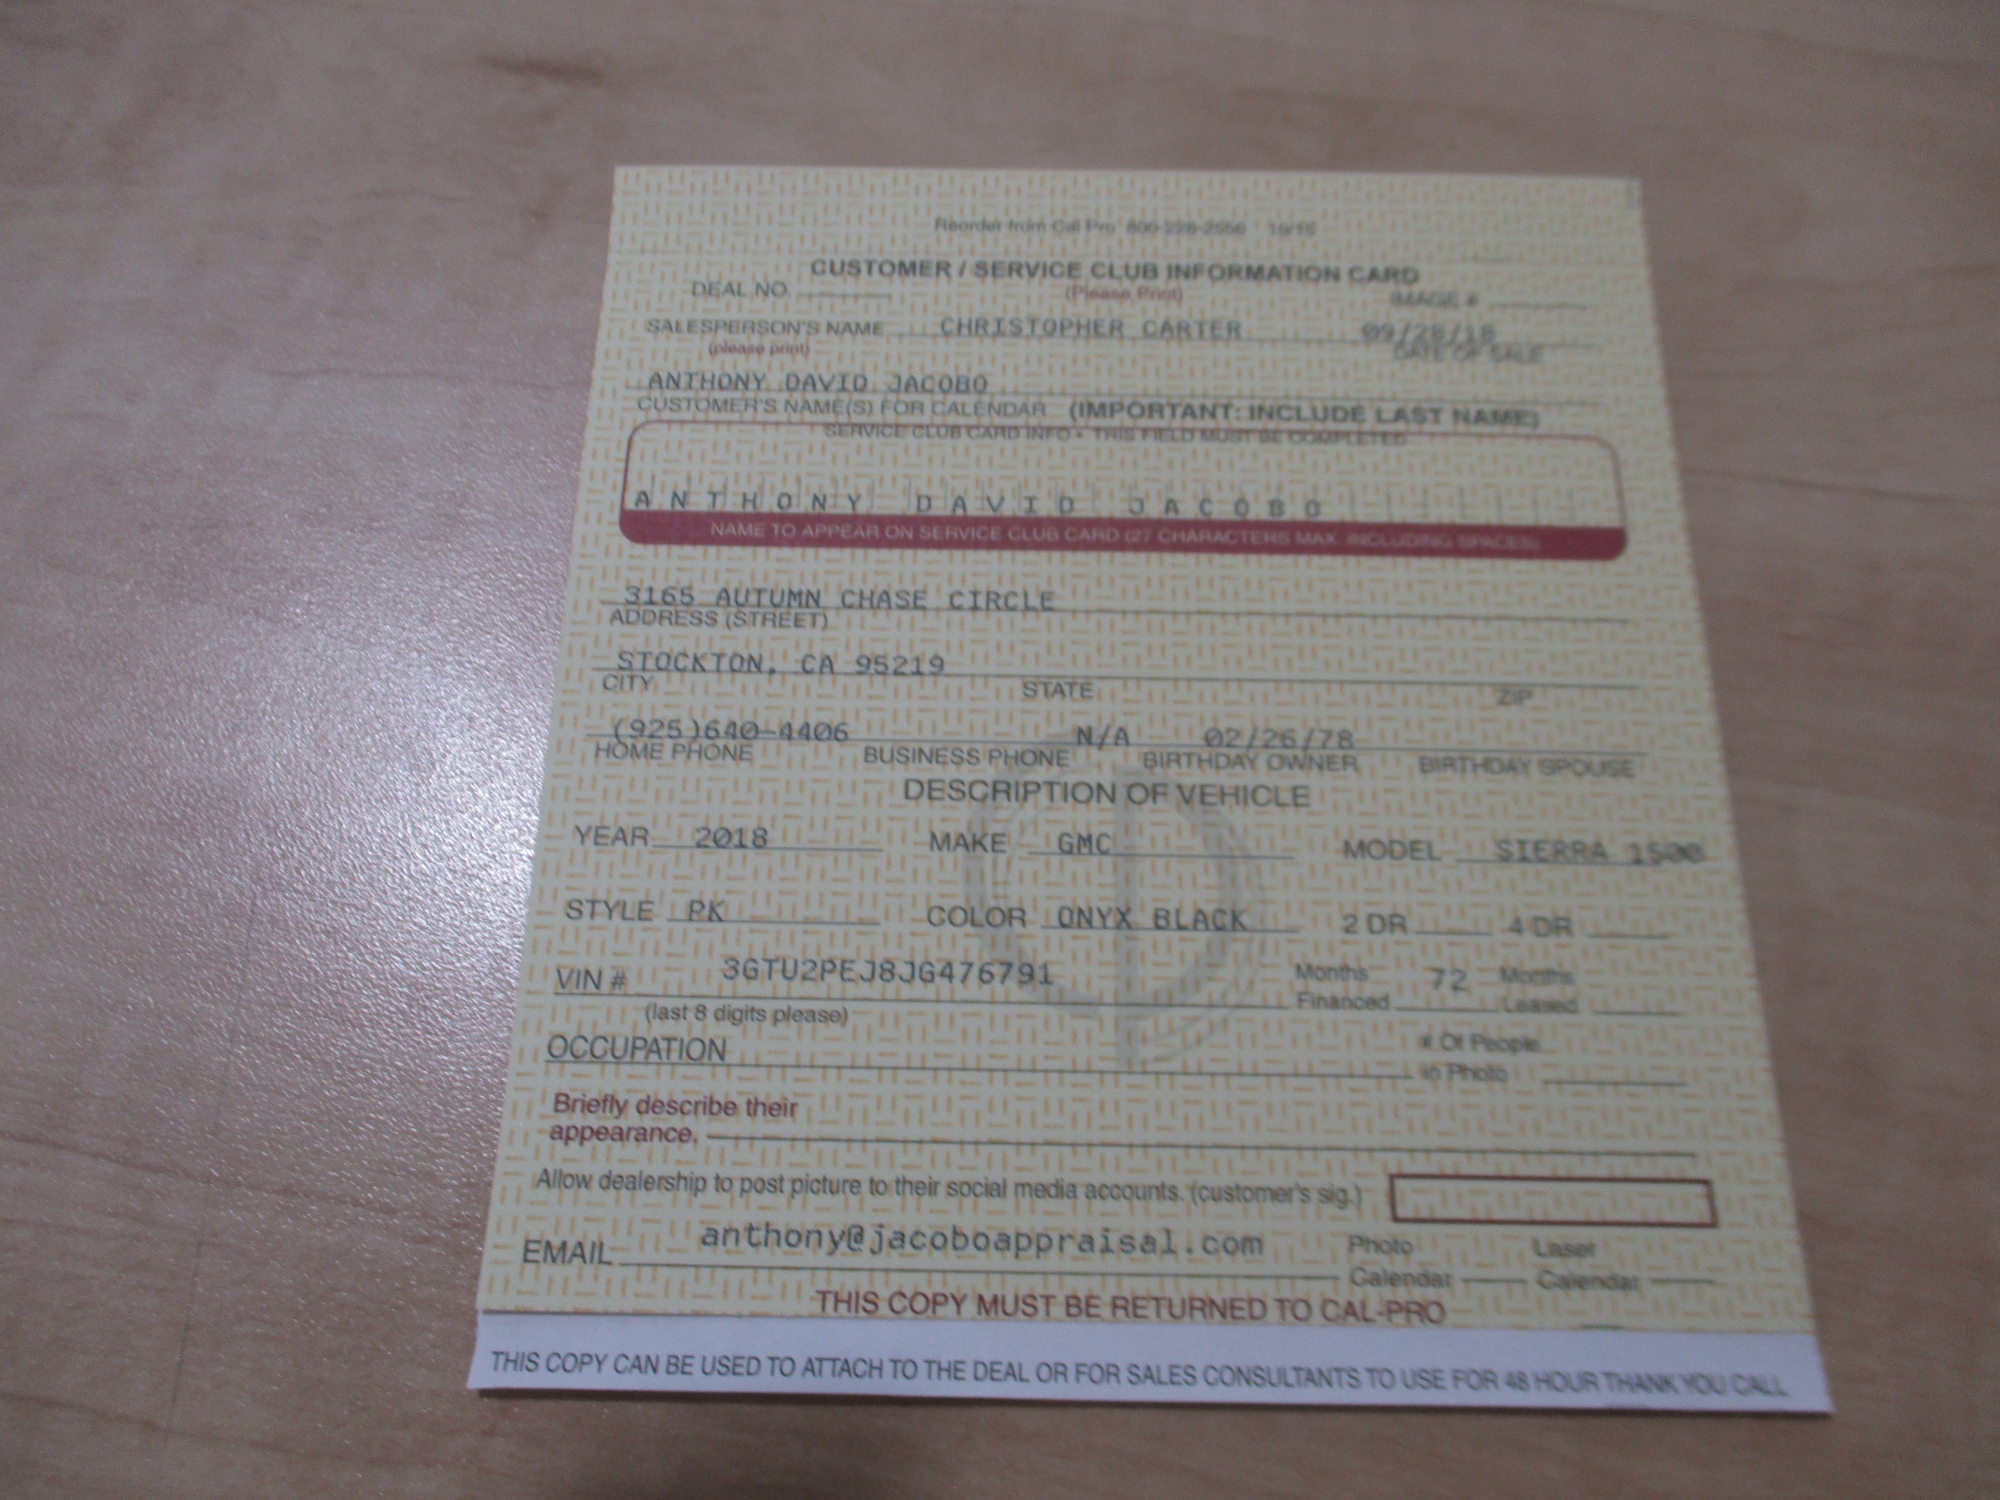 Reorder from Cal Pro 800-228-2556 10/15
CUSTOMER / SERVICE CLUB INFORMATION CARD
DEAL NO. (Please Print) IMAGE #
SALESPERSON'S NAME CHRISTOPHER CARTER 09/28/18
(please print) DATE OF SALE
ANTHONY DAVID JACOBO
CUSTOMER'S NAME(S) FOR CALENDAR (IMPORTANT: INCLUDE LAST NAME)
SERVICE CLUB CARD INFO • THIS FIELD MUST BE COMPLETED
ANTHONY DAVID JACOBO
NAME TO APPEAR ON SERVICE CLUB CARD (27 CHARACTERS MAX. INCLUDING SPACES)
3165 AUTUMN CHASE CIRCLE
ADDRESS (STREET)
STOCKTON, CA 95219
CITY STATE ZIP
(925)640-4406 N/A 02/26/78
HOME PHONE BUSINESS PHONE BIRTHDAY OWNER BIRTHDAY SPOUSE
DESCRIPTION OF VEHICLE
YEAR 2018 MAKE GMC MODEL SIERRA 1500
STYLE PK COLOR ONYX BLACK 2 DR 4 DR
VIN # 3GTU2PEJ8JG476791 Months 72 Months
(last 8 digits please) Financed Leased
OCCUPATION # Of People
in Photo
Briefly describe their
appearance.
Allow dealership to post picture to their social media accounts. (customer's sig.)
EMAIL anthony@jacoboappraisal.com Photo Laser
Calendar Calendar
THIS COPY MUST BE RETURNED TO CAL-PRO
THIS COPY CAN BE USED TO ATTACH TO THE DEAL OR FOR SALES CONSULTANTS TO USE FOR 48 HOUR THANK YOU CALL